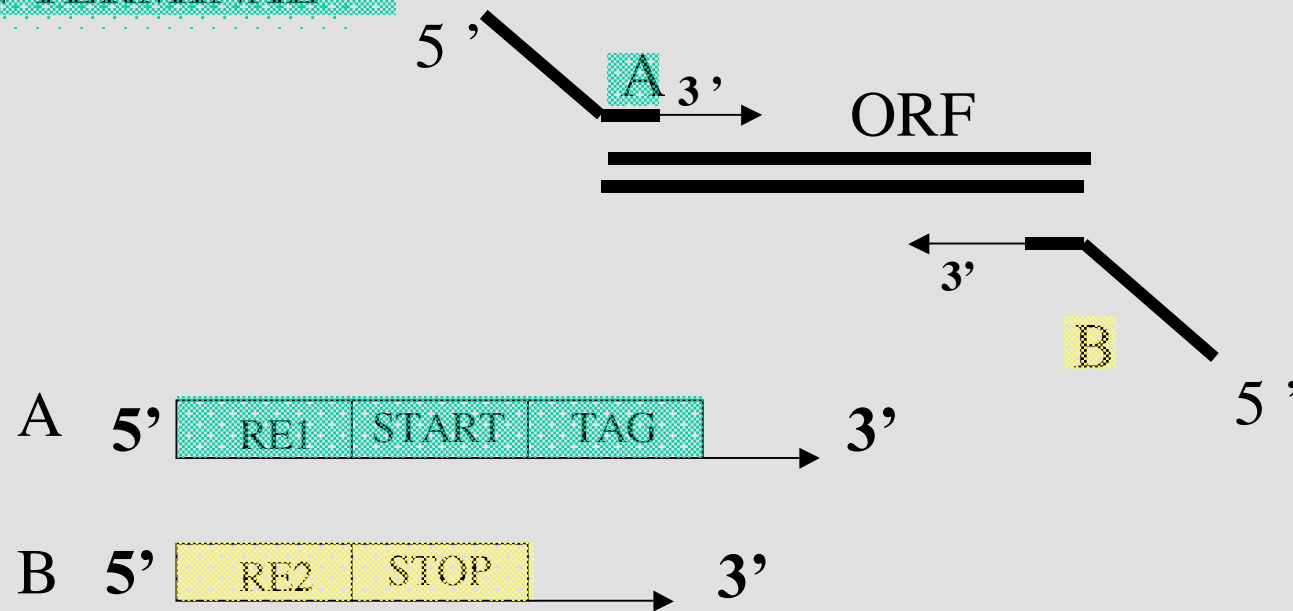 5 ’
A 3 ’
ORF
3’
B
5 ’
A 5’ RE1 START TAG 3’
B 5’ RE2 STOP 3’